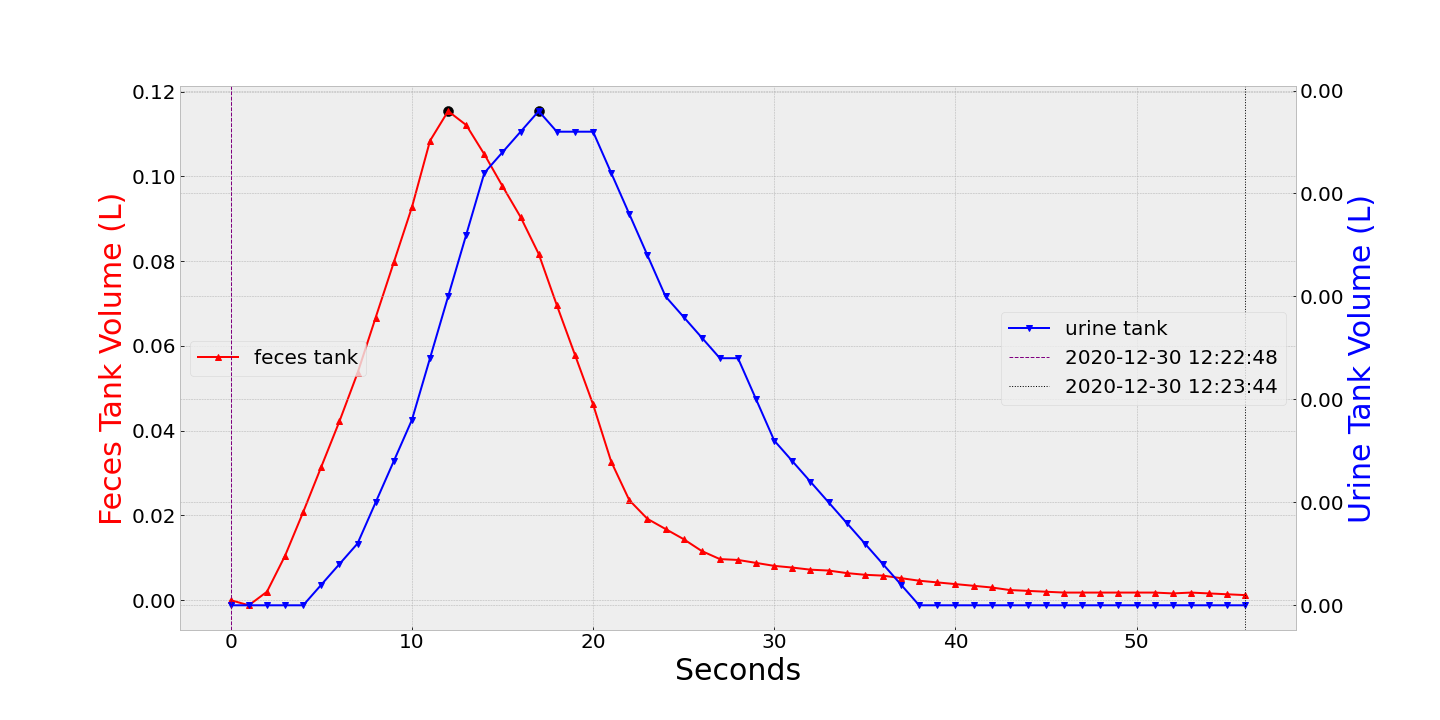 Feces Tank Volume (L)
0.12
0.10
0.08
0.06
0.04
0.02
0.00
feces tank
urine tank
2020-12-30 12:22:48
2020-12-30 12:23:44
0.00
0.00
0.00
0.00
0.00
0.00
Urine Tank Volume (L)
0 10 20 30 40 50
Seconds